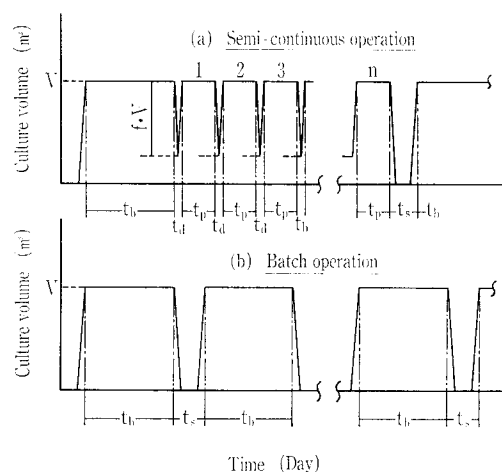 (a) Semi-continuous operation
Culture volume (m³)
V
1 2 3 n
f·V
t_b t_d t_p t_d t_p t_d t_p t_b t_p t_s t_b
(b) Batch operation
Culture volume (m³)
V
t_b t_s t_b t_b t_s
Time (Day)